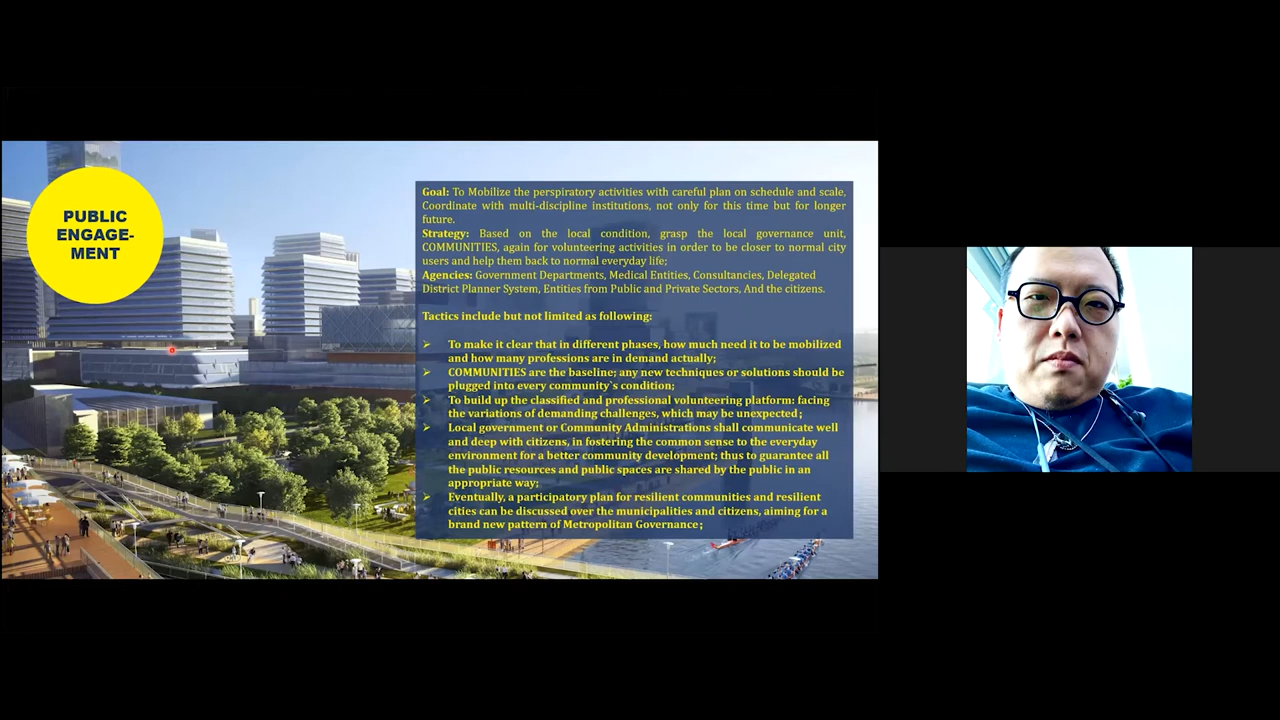 PUBLIC
ENGAGE-
MENT
Goal: To Mobilize the perspiratory activities with careful plan on schedule and scale,
Coordinate with multi-discipline institutions, not only for this time but for longer
future.
Strategy: Based on the local condition, grasp the local governance unit,
COMMUNITIES, again for volunteering activities in order to be closer to normal city
users and help them back to normal everyday life;
Agencies: Government Departments, Medical Entities, Consultancies, Delegated
District Planner System, Entities from Public and Private Sectors, And the citizens.
Tactics include but not limited as following:
➢ To make it clear that in different phases, how much need it to be mobilized
and how many professions are in demand actually;
➢ COMMUNITIES are the baseline; any new techniques or solutions should be
plugged into every community`s condition;
➢ To build up the classified and professional volunteering platform: facing
the variations of demanding challenges, which may be unexpected;
➢ Local government or Community Administrations shall communicate well
and deep with citizens, in fostering the common sense to the everyday
environment for a better community development; thus to guarantee all
the public resources and public spaces are shared by the public in an
appropriate way;
➢ Eventually, a participatory plan for resilient communities and resilient
cities can be discussed over the municipalities and citizens, aiming for a
brand new pattern of Metropolitan Governance;